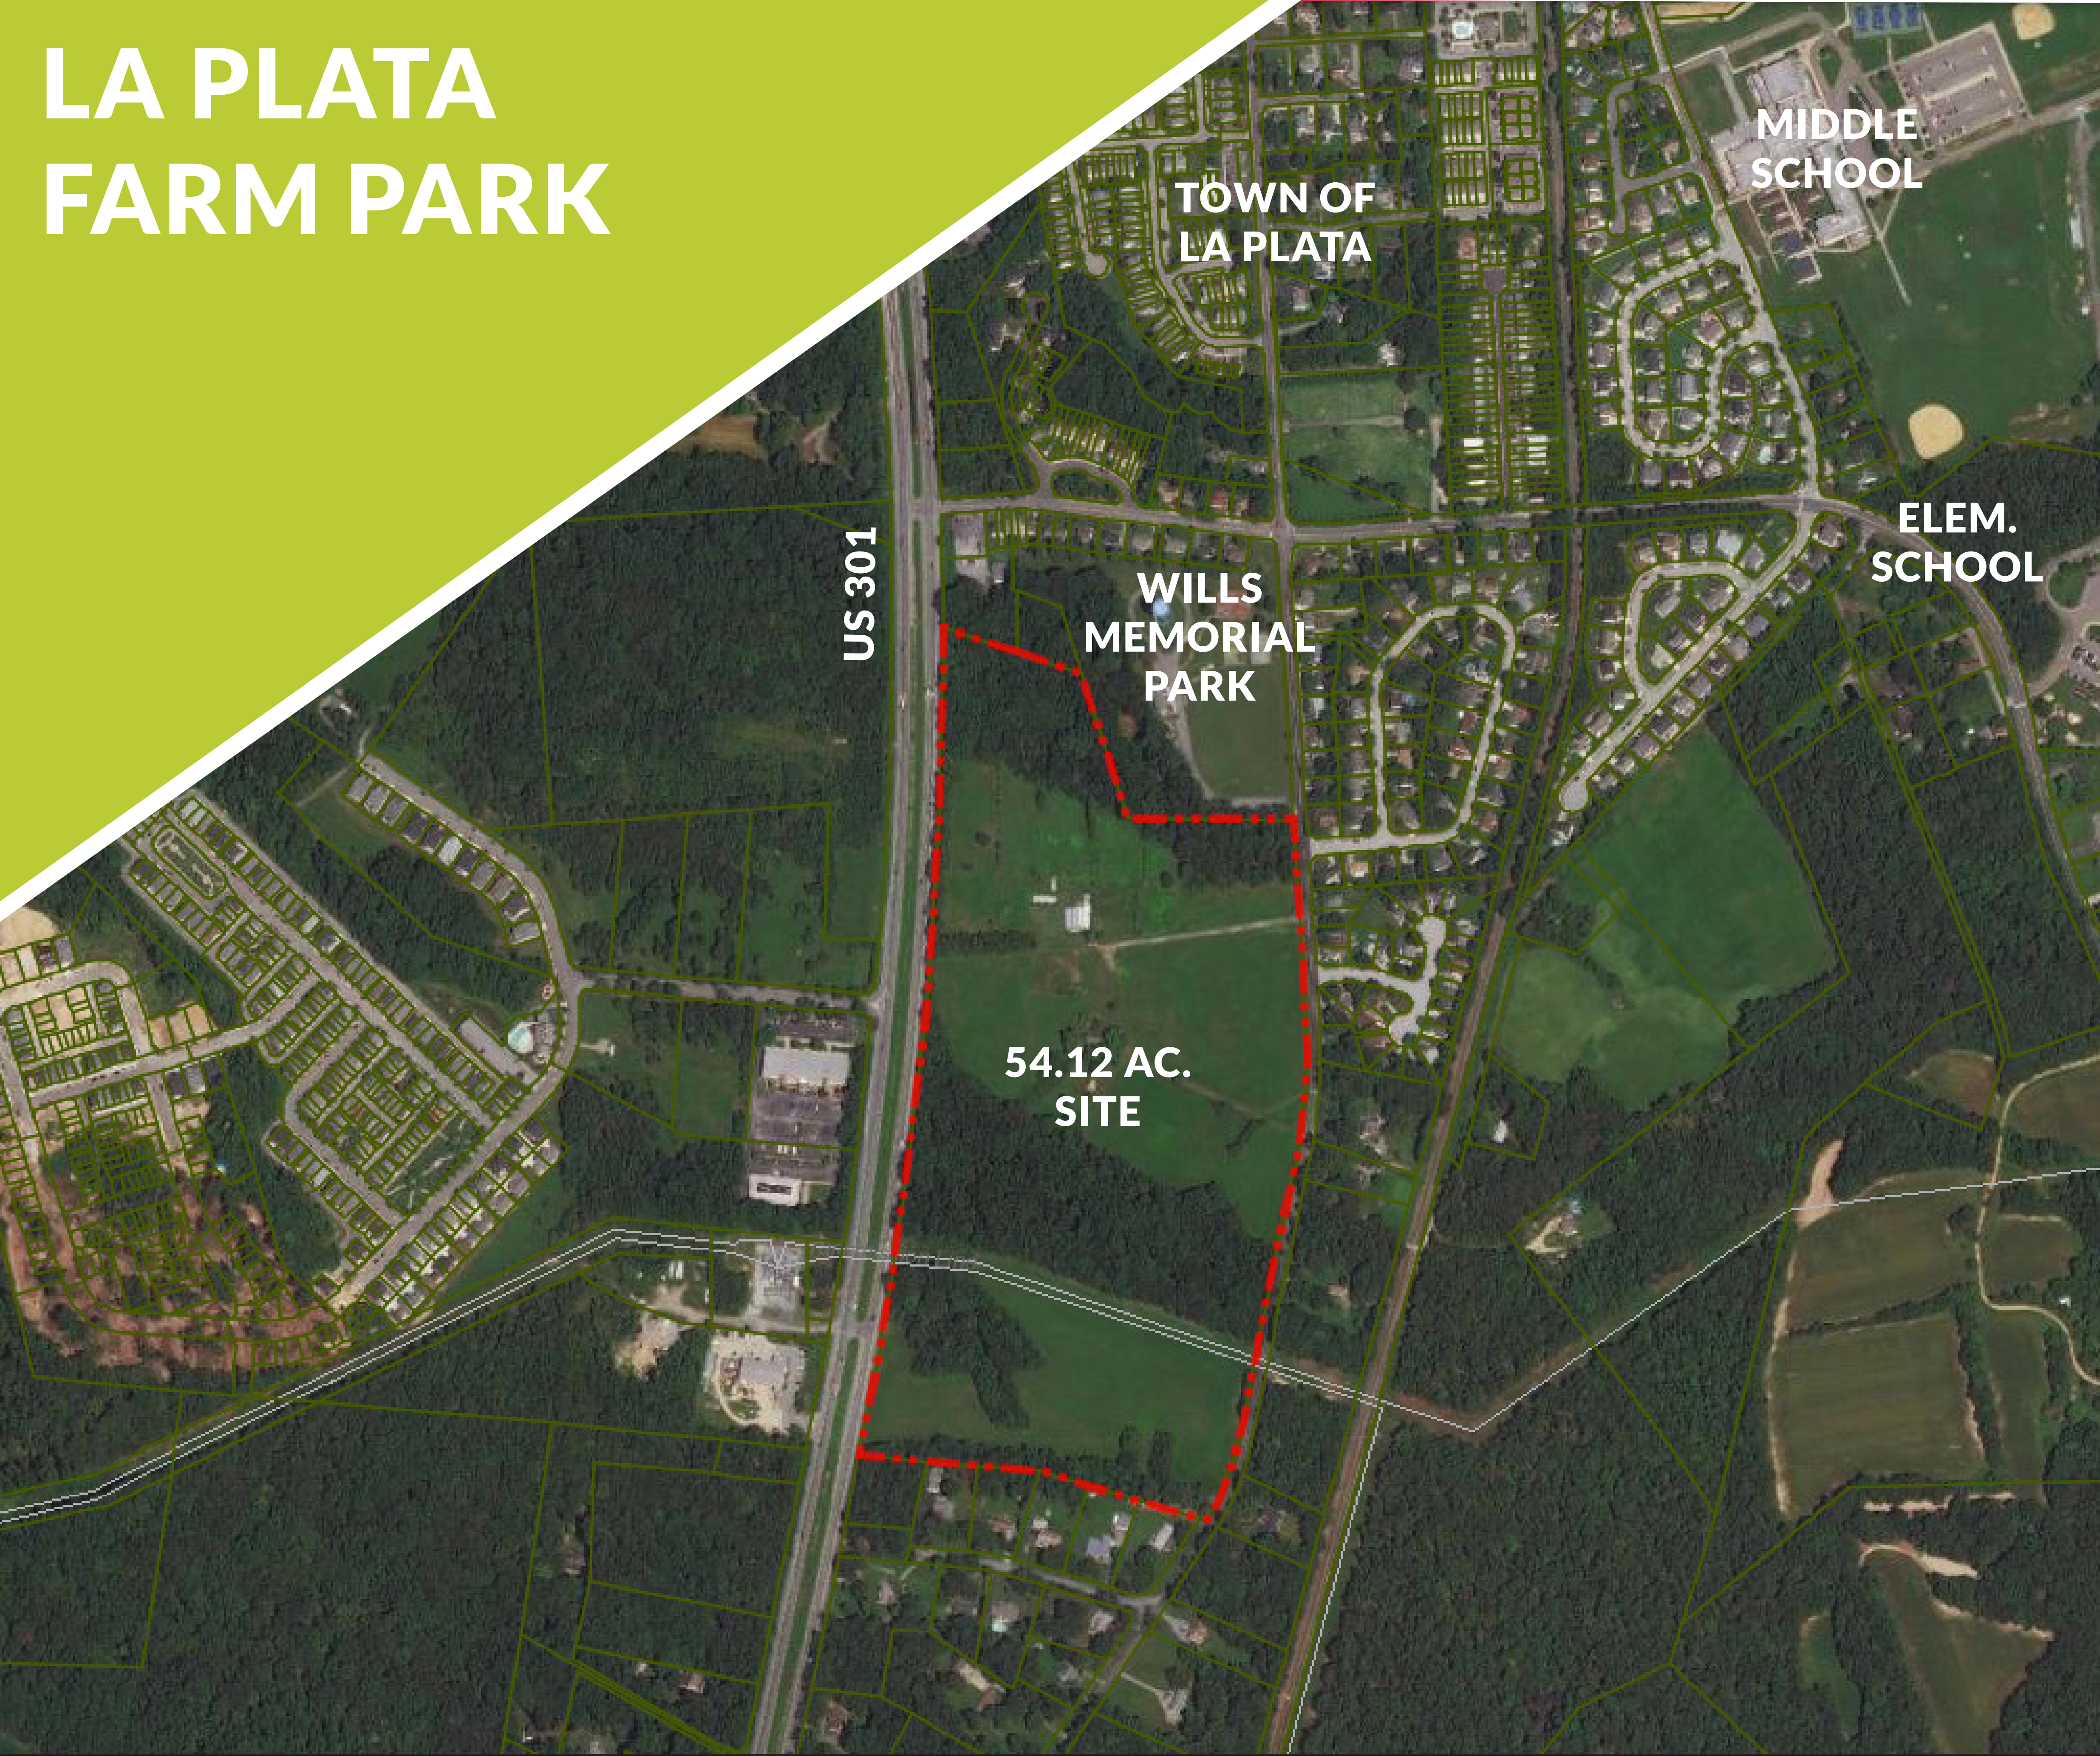 LA PLATA
FARM PARK
MIDDLE
SCHOOL
TOWN OF
LA PLATA
ELEM.
SCHOOL
US 301
WILLS
MEMORIAL
PARK
54.12 AC.
SITE